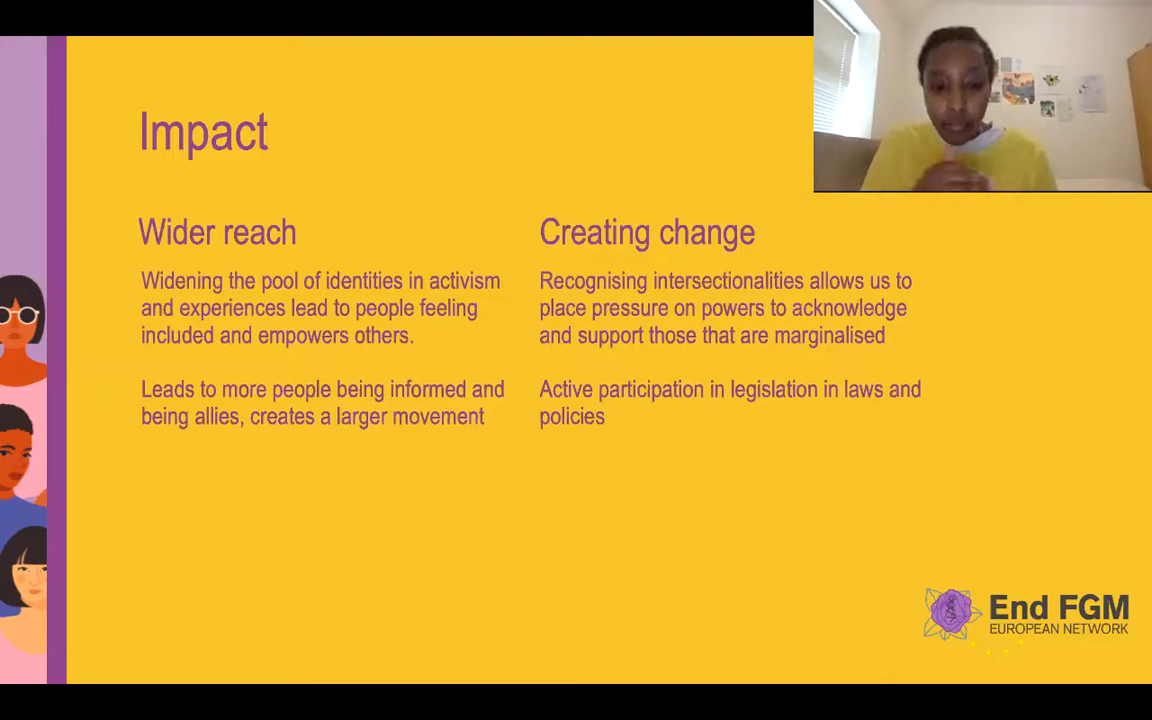 Impact
Wider reach
Widening the pool of identities in activism
and experiences lead to people feeling
included and empowers others.
Leads to more people being informed and
being allies, creates a larger movement
Creating change
Recognising intersectionalities allows us to
place pressure on powers to acknowledge
and support those that are marginalised
Active participation in legislation in laws and
policies
End FGM
EUROPEAN NETWORK